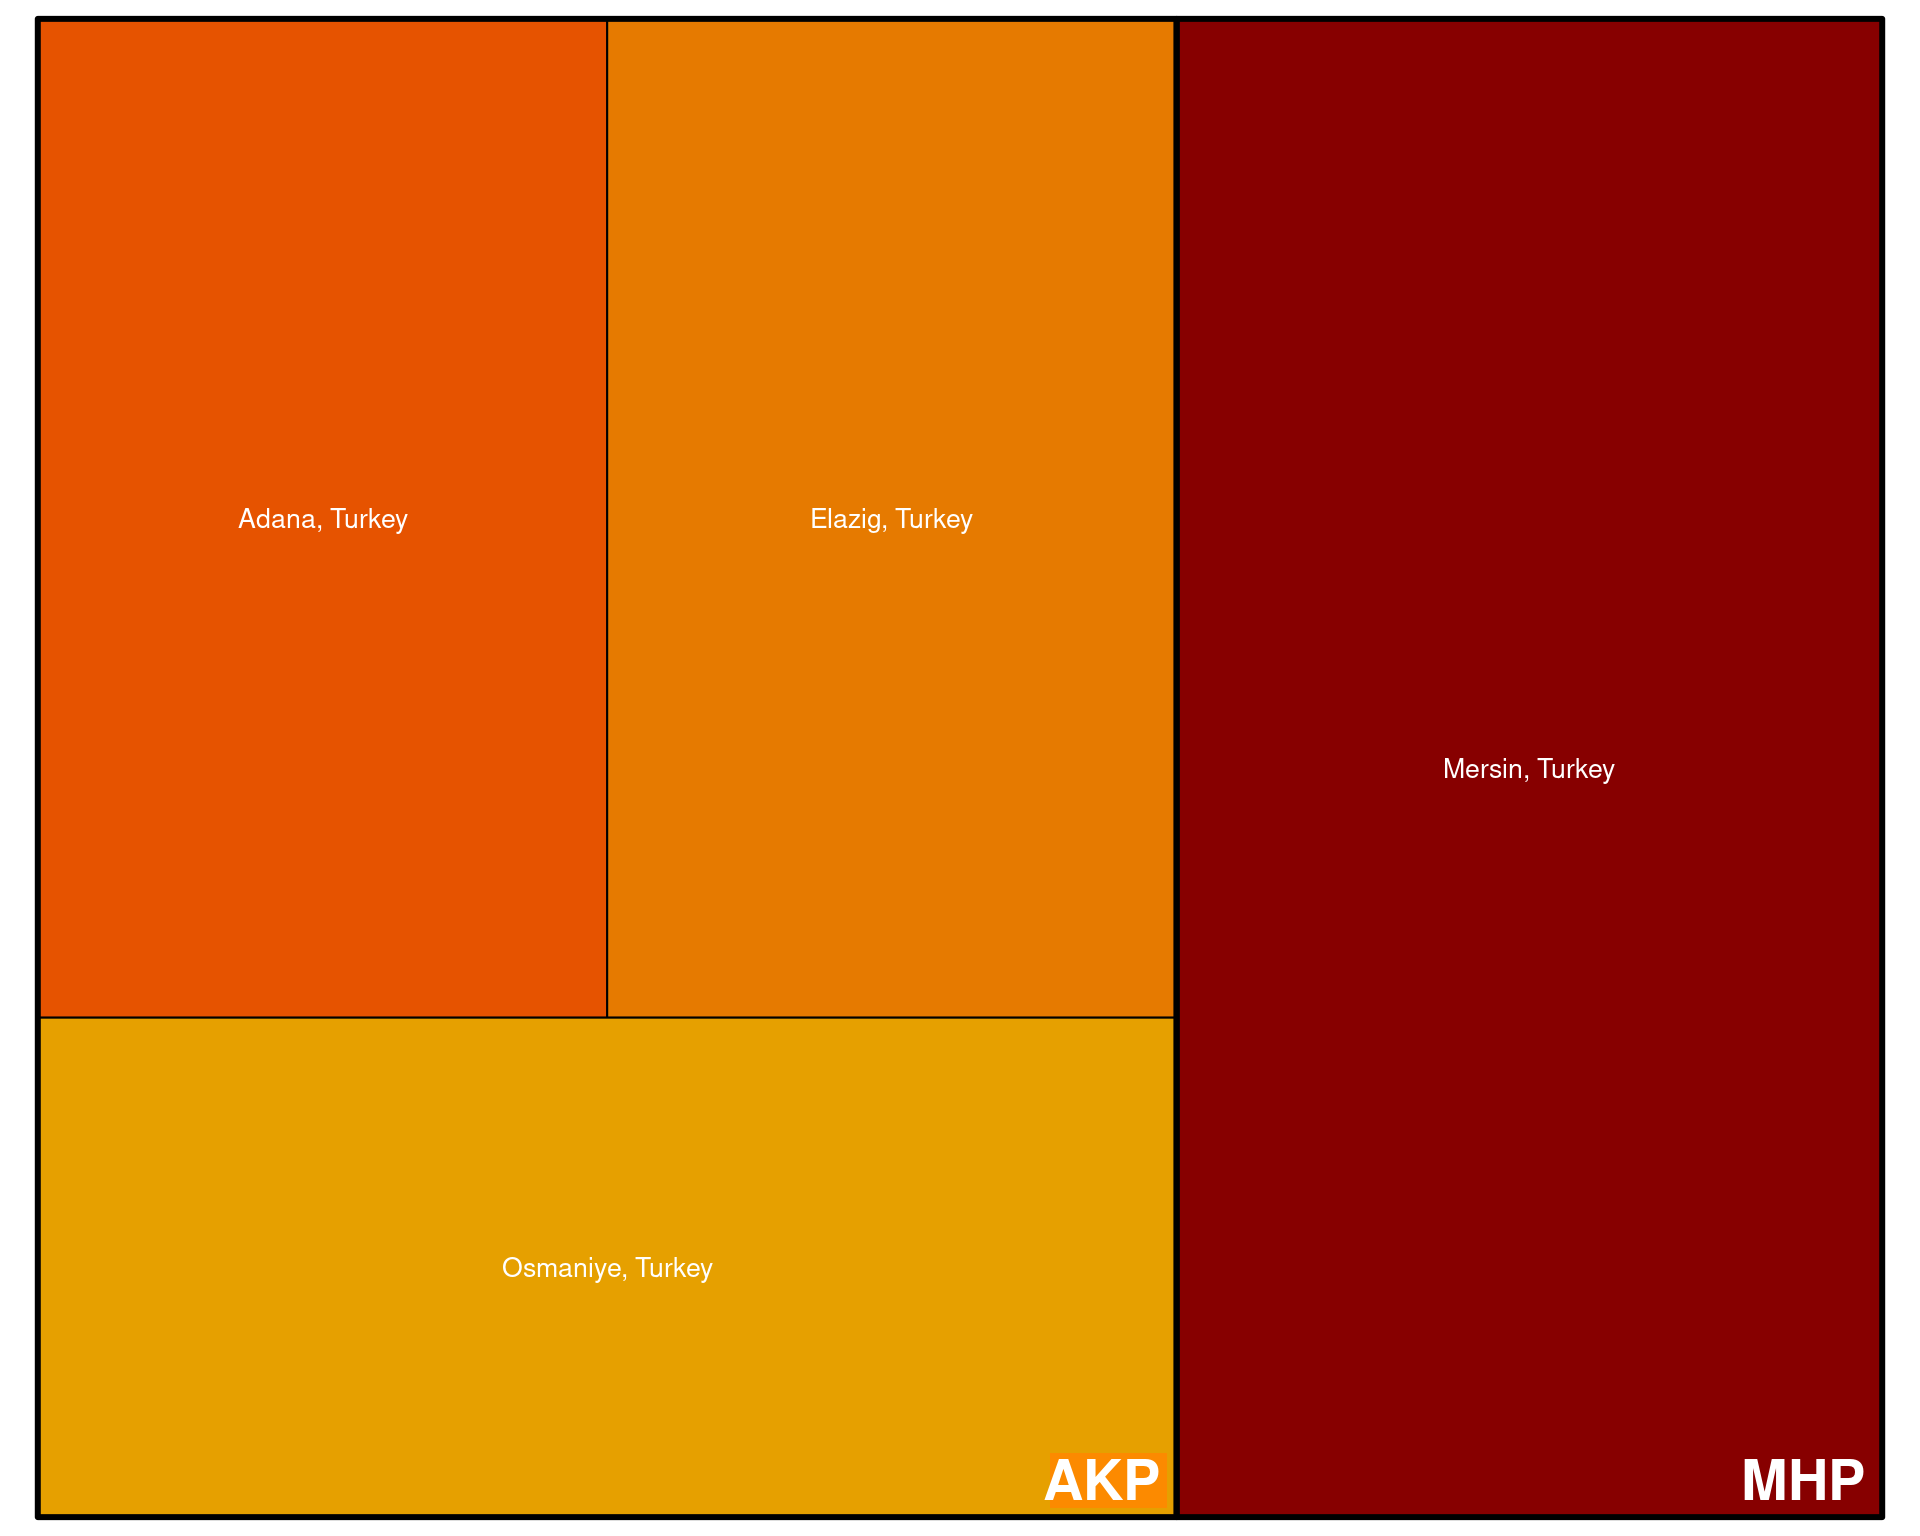 Adana, Turkey
Elazig, Turkey
Mersin, Turkey
Osmaniye, Turkey
AKP
MHP